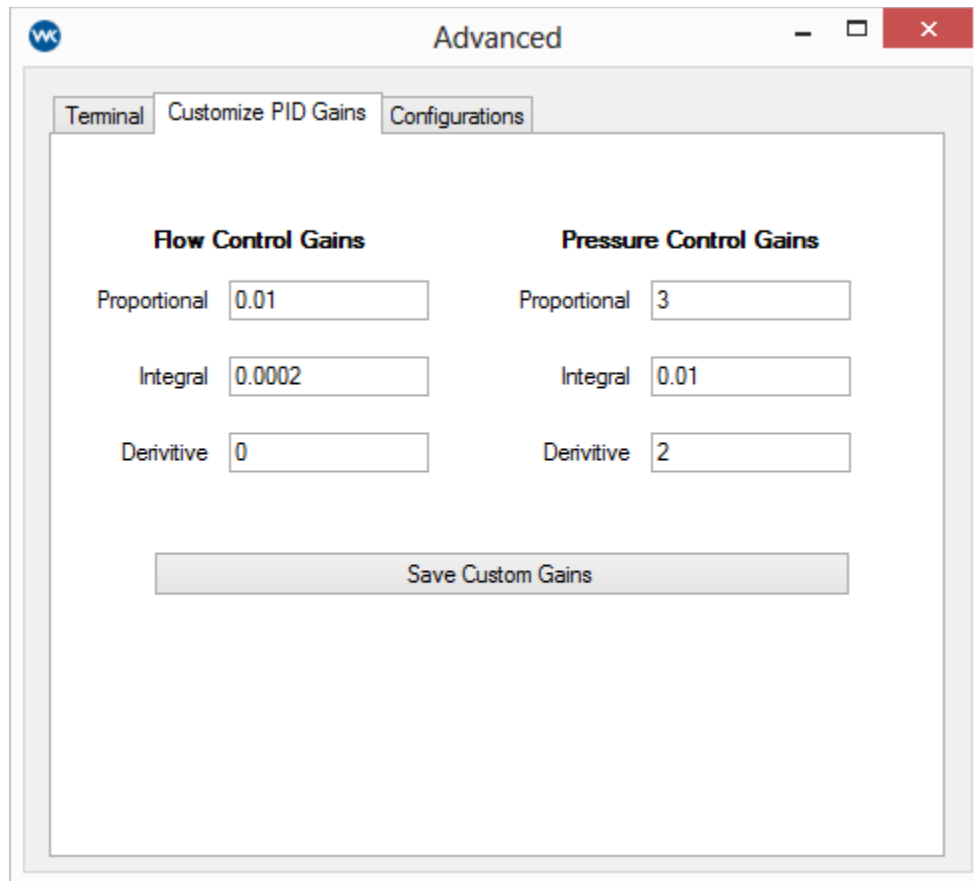 WK
Advanced
Terminal Customize PID Gains Configurations
Flow Control Gains Pressure Control Gains
Proportional 0.01 Proportional 3
Integral 0.0002 Integral 0.01
Derivitive 0 Derivitive 2
Save Custom Gains